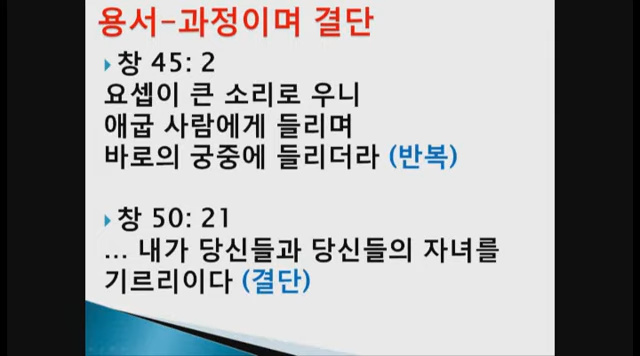 용서-과정이며 결단
창 45: 2
요셉이 큰 소리로 우니
애굽 사람에게 들리며
바로의 궁중에 들리더라 (반복)
창 50: 21
... 내가 당신들과 당신들의 자녀를
기르리이다 (결단)